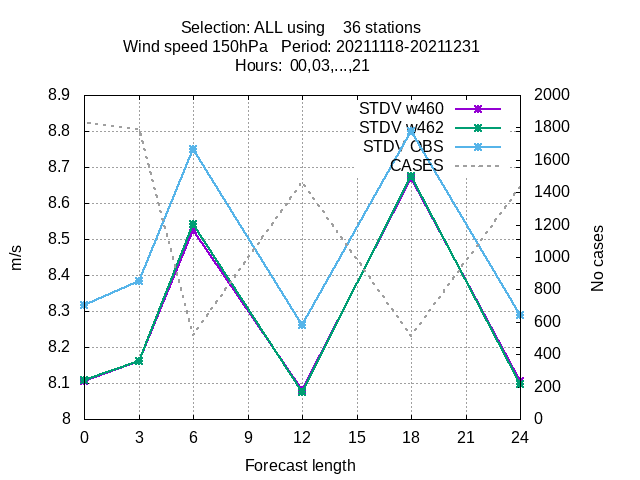 Selection: ALL using    36 stations
Wind speed 150hPa   Period: 20211118-20211231
Hours:  00,03,...,21
STDV w460
STDV w462
STDV OBS
CASES
8.9
8.8
8.7
8.6
8.5
8.4
8.3
8.2
8.1
8
2000
1800
1600
1400
1200
1000
800
600
400
200
0
m/s
No cases
0 3 6 9 12 15 18 21 24
Forecast length